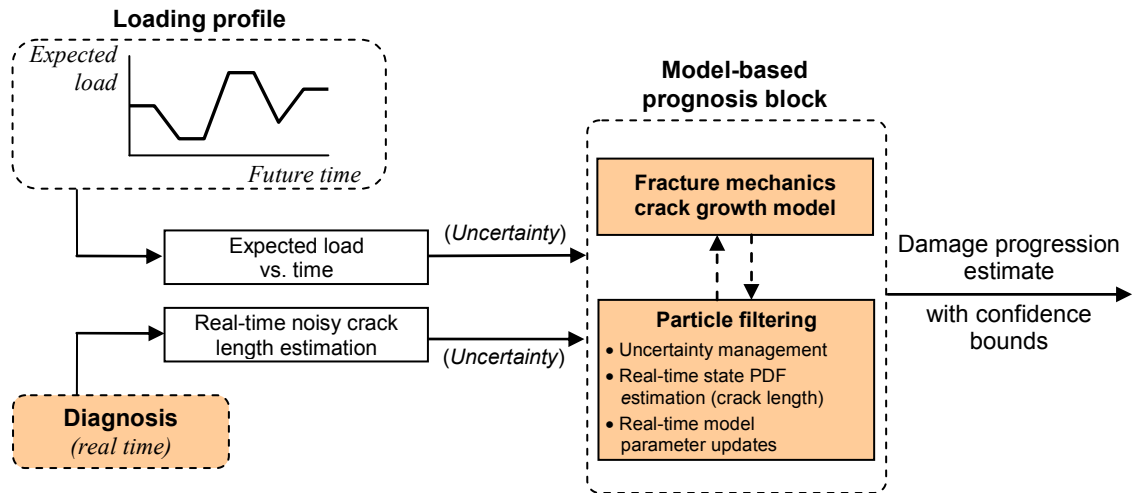 Loading profile
Expected
load
Future time
Expected load
vs. time
(Uncertainty)
Real-time noisy crack
length estimation
(Uncertainty)
Diagnosis
(real time)
Model-based
prognosis block
Fracture mechanics
crack growth model
Particle filtering
• Uncertainty management
• Real-time state PDF
estimation (crack length)
• Real-time model
parameter updates
Damage progression
estimate
with confidence
bounds